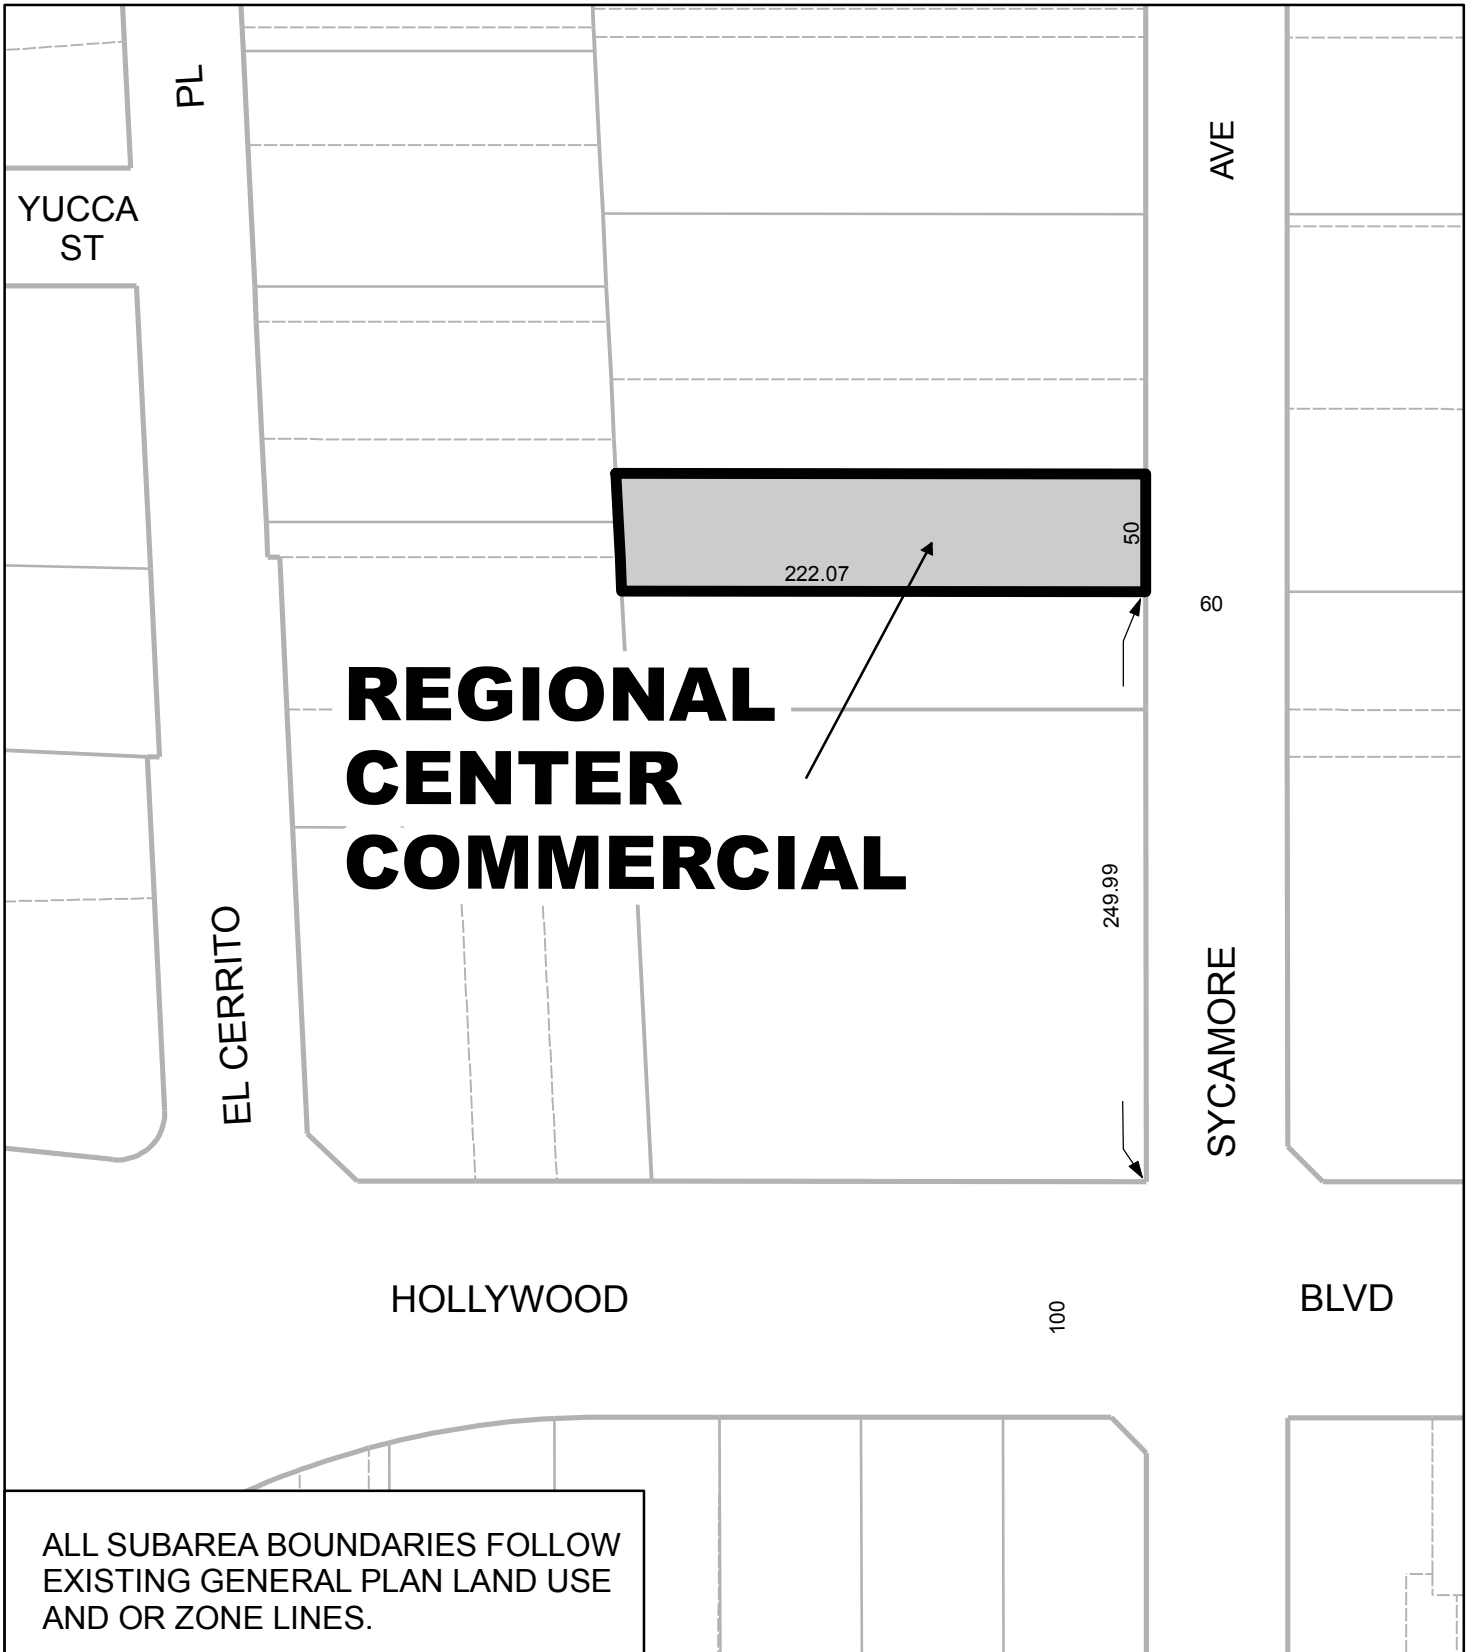 PL
AVE
YUCCA
ST
50
222.07
60
REGIONAL
CENTER
COMMERCIAL
249.99
EL CERRITO
SYCAMORE
HOLLYWOOD
BLVD
100
ALL SUBAREA BOUNDARIES FOLLOW
EXISTING GENERAL PLAN LAND USE
AND OR ZONE LINES.